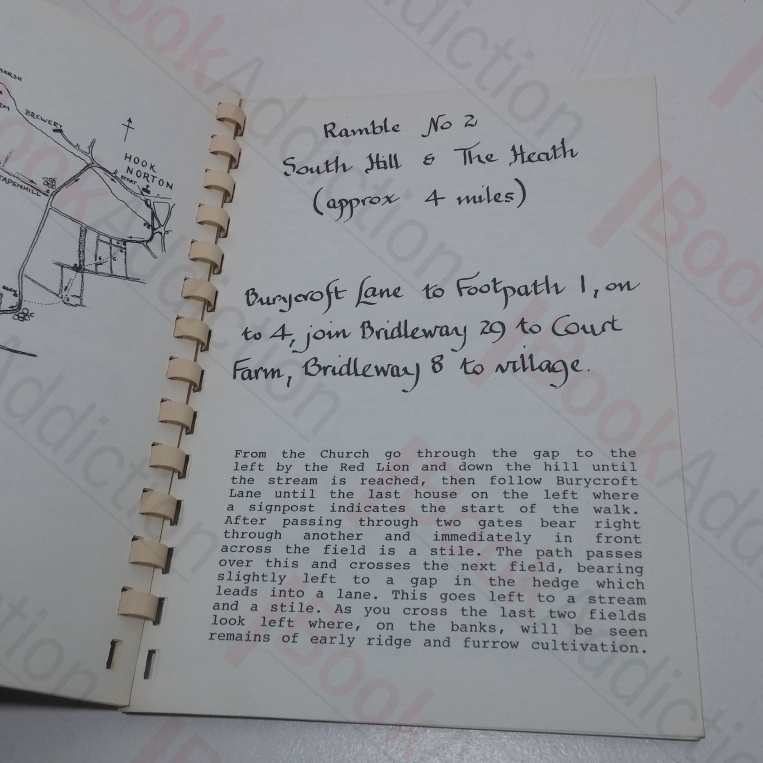 MARSH
BREWERY
HOOK
NORTON
START
TAPENHILL
Ramble No 2
South Hill & The Heath
(approx 4 miles)
Burycroft Lane to Footpath 1, on
to 4, join Bridleway 29 to Court
Farm, Bridleway 8 to village.
From the Church go through the gap to the
left by the Red Lion and down the hill until
the stream is reached, then follow Burycroft
Lane until the last house on the left where
a signpost indicates the start of the walk.
After passing through two gates bear right
through another and immediately in front
across the field is a stile. The path passes
over this and crosses the next field, bearing
slightly left to a gap in the hedge which
leads into a lane. This goes left to a stream
and a stile. As you cross the last two fields
look left where, on the banks, will be seen
remains of early ridge and furrow cultivation.
BookAddiction